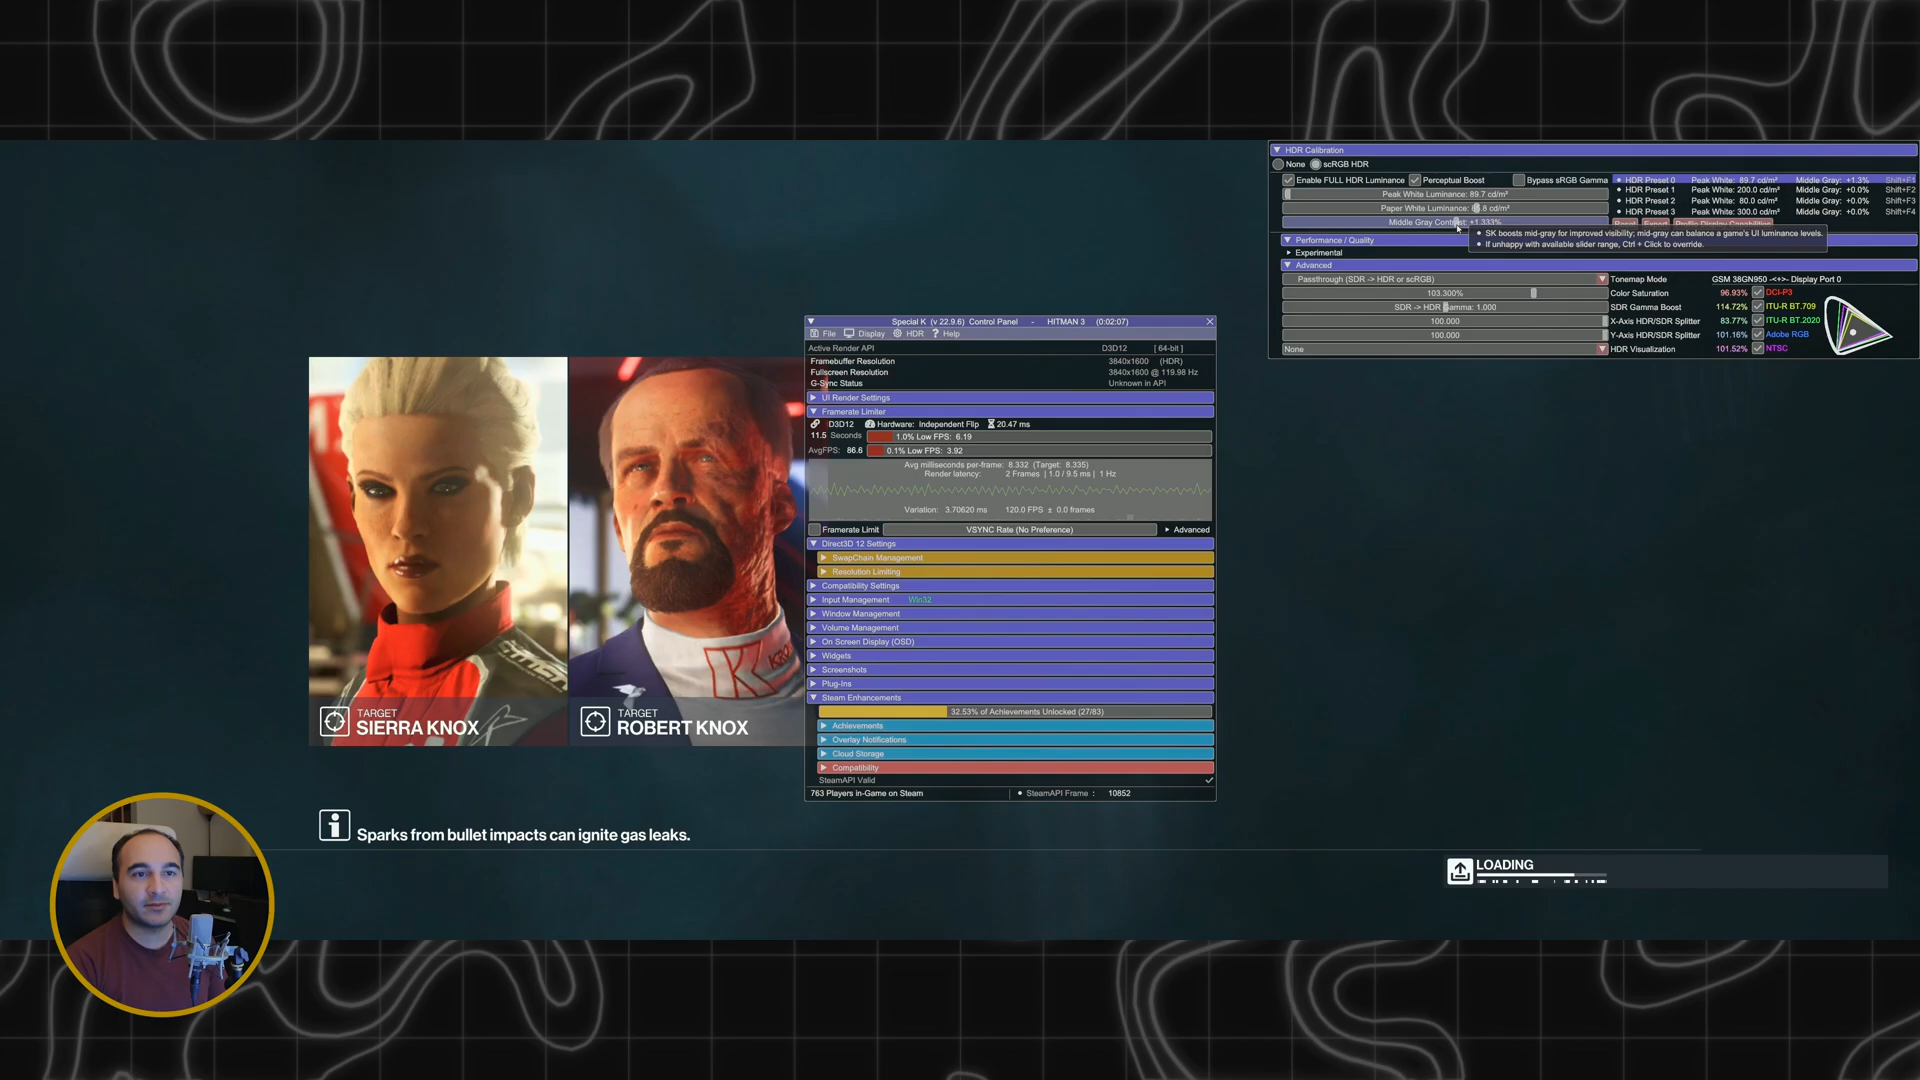 HDR Calibration
None scRGB HDR
Enable FULL HDR Luminance Perceptual Boost Bypass sRGB Gamma
Peak White Luminance: 89.7 cd/m²
Paper White Luminance: .8 cd/m²
Middle Gray Contrast: +1.333%
HDR Preset 0 Peak White: 89.7 cd/m² Middle Gray: +1.3% Shift+F1
HDR Preset 1 Peak White: 200.0 cd/m² Middle Gray: +0.0% Shift+F2
HDR Preset 2 Peak White: 80.0 cd/m² Middle Gray: +0.0% Shift+F3
HDR Preset 3 Peak White: 300.0 cd/m² Middle Gray: +0.0% Shift+F4
Reset Export Profile Display Capabilities
SK boosts mid-gray for improved visibility; mid-gray can balance a game's UI luminance levels.
If unhappy with available slider range, Ctrl + Click to override.
Performance / Quality
Experimental
Advanced
Passthrough (SDR -> HDR or scRGB) Tonemap Mode
103.300% Color Saturation
SDR -> HDR Gamma: 1.000 SDR Gamma Boost
100.000 X-Axis HDR/SDR Splitter
100.000 Y-Axis HDR/SDR Splitter
None HDR Visualization
GSM 38GN950 -<+>- Display Port 0
96.93% DCI-P3
114.72% ITU-R BT.709
83.77% ITU-R BT.2020
101.16% Adobe RGB
101.52% NTSC
Special K (v 22.9.6) Control Panel - HITMAN 3 (0:02:07)
File Display HDR ? Help
Active Render API D3D12 [ 64-bit ]
Framebuffer Resolution 3840x1600 (HDR)
Fullscreen Resolution 3840x1600 @ 119.98 Hz
G-Sync Status Unknown in API
UI Render Settings
Framerate Limiter
D3D12 Hardware: Independent Flip 20.47 ms
11.5 Seconds 1.0% Low FPS: 6.19
AvgFPS: 86.6 0.1% Low FPS: 3.92
Avg milliseconds per-frame: 8.332 (Target: 8.335)
Render latency: 2 Frames | 1.0 / 9.5 ms | 1 Hz
Variation: 3.70620 ms 120.0 FPS ± 0.0 frames
Framerate Limit VSYNC Rate (No Preference) Advanced
Direct3D 12 Settings
SwapChain Management
Resolution Limiting
Compatibility Settings
Input Management Win32
Window Management
Volume Management
On Screen Display (OSD)
Widgets
Screenshots
Plug-Ins
Steam Enhancements
32.53% of Achievements Unlocked (27/83)
Achievements
Overlay Notifications
Cloud Storage
Compatibility
SteamAPI Valid
763 Players in-Game on Steam SteamAPI Frame : 10852
TARGET
SIERRA KNOX
TARGET
ROBERT KNOX
Sparks from bullet impacts can ignite gas leaks.
LOADING